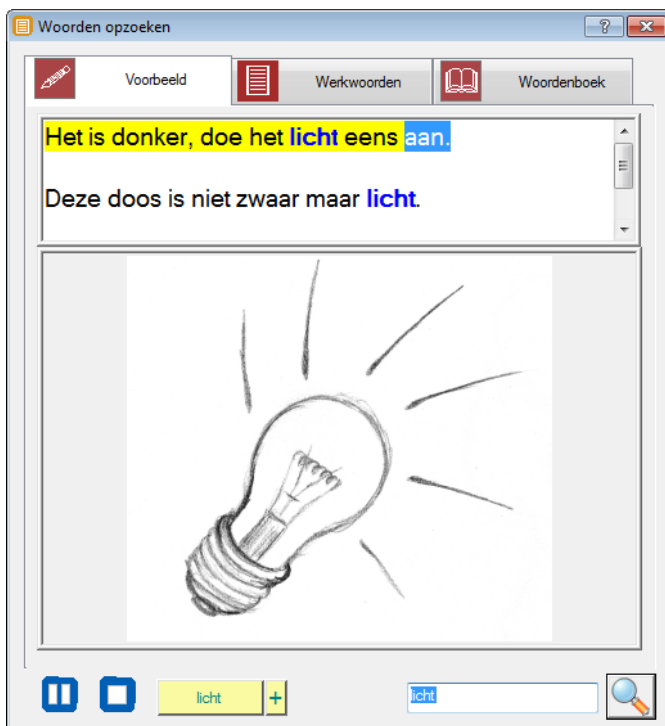 Woorden opzoeken
Voorbeeld
Werkwoorden
Woordenboek
Het is donker, doe het licht eens aan.
Deze doos is niet zwaar maar licht.
licht +
licht